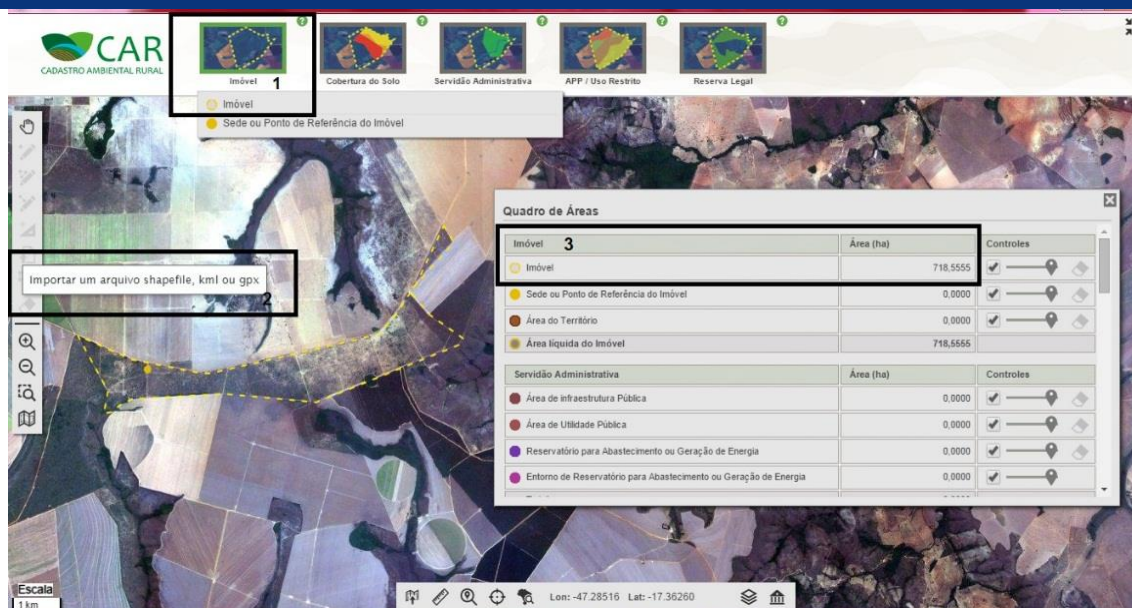 CAR
CADASTRO AMBIENTAL RURAL
Imóvel 1
Cobertura do Solo
Servidão Administrativa
APP / Uso Restrito
Reserva Legal
Imóvel
Sede ou Ponto de Referência do Imóvel
Importar um arquivo shapefile, kml ou gpx
2
Quadro de Áreas
Imóvel 3 Área (ha) Controles
Imóvel 718,5555
Sede ou Ponto de Referência do Imóvel 0,0000
Área do Território 0,0000
Área líquida do Imóvel 718,5555
Servidão Administrativa Área (ha) Controles
Área de infraestrutura Pública 0,0000
Área de Utilidade Pública 0,0000
Reservatório para Abastecimento ou Geração de Energia 0,0000
Entorno de Reservatório para Abastecimento ou Geração de Energia 0,0000
Escala
1 km
Lon: -47.28516 Lat: -17.36260